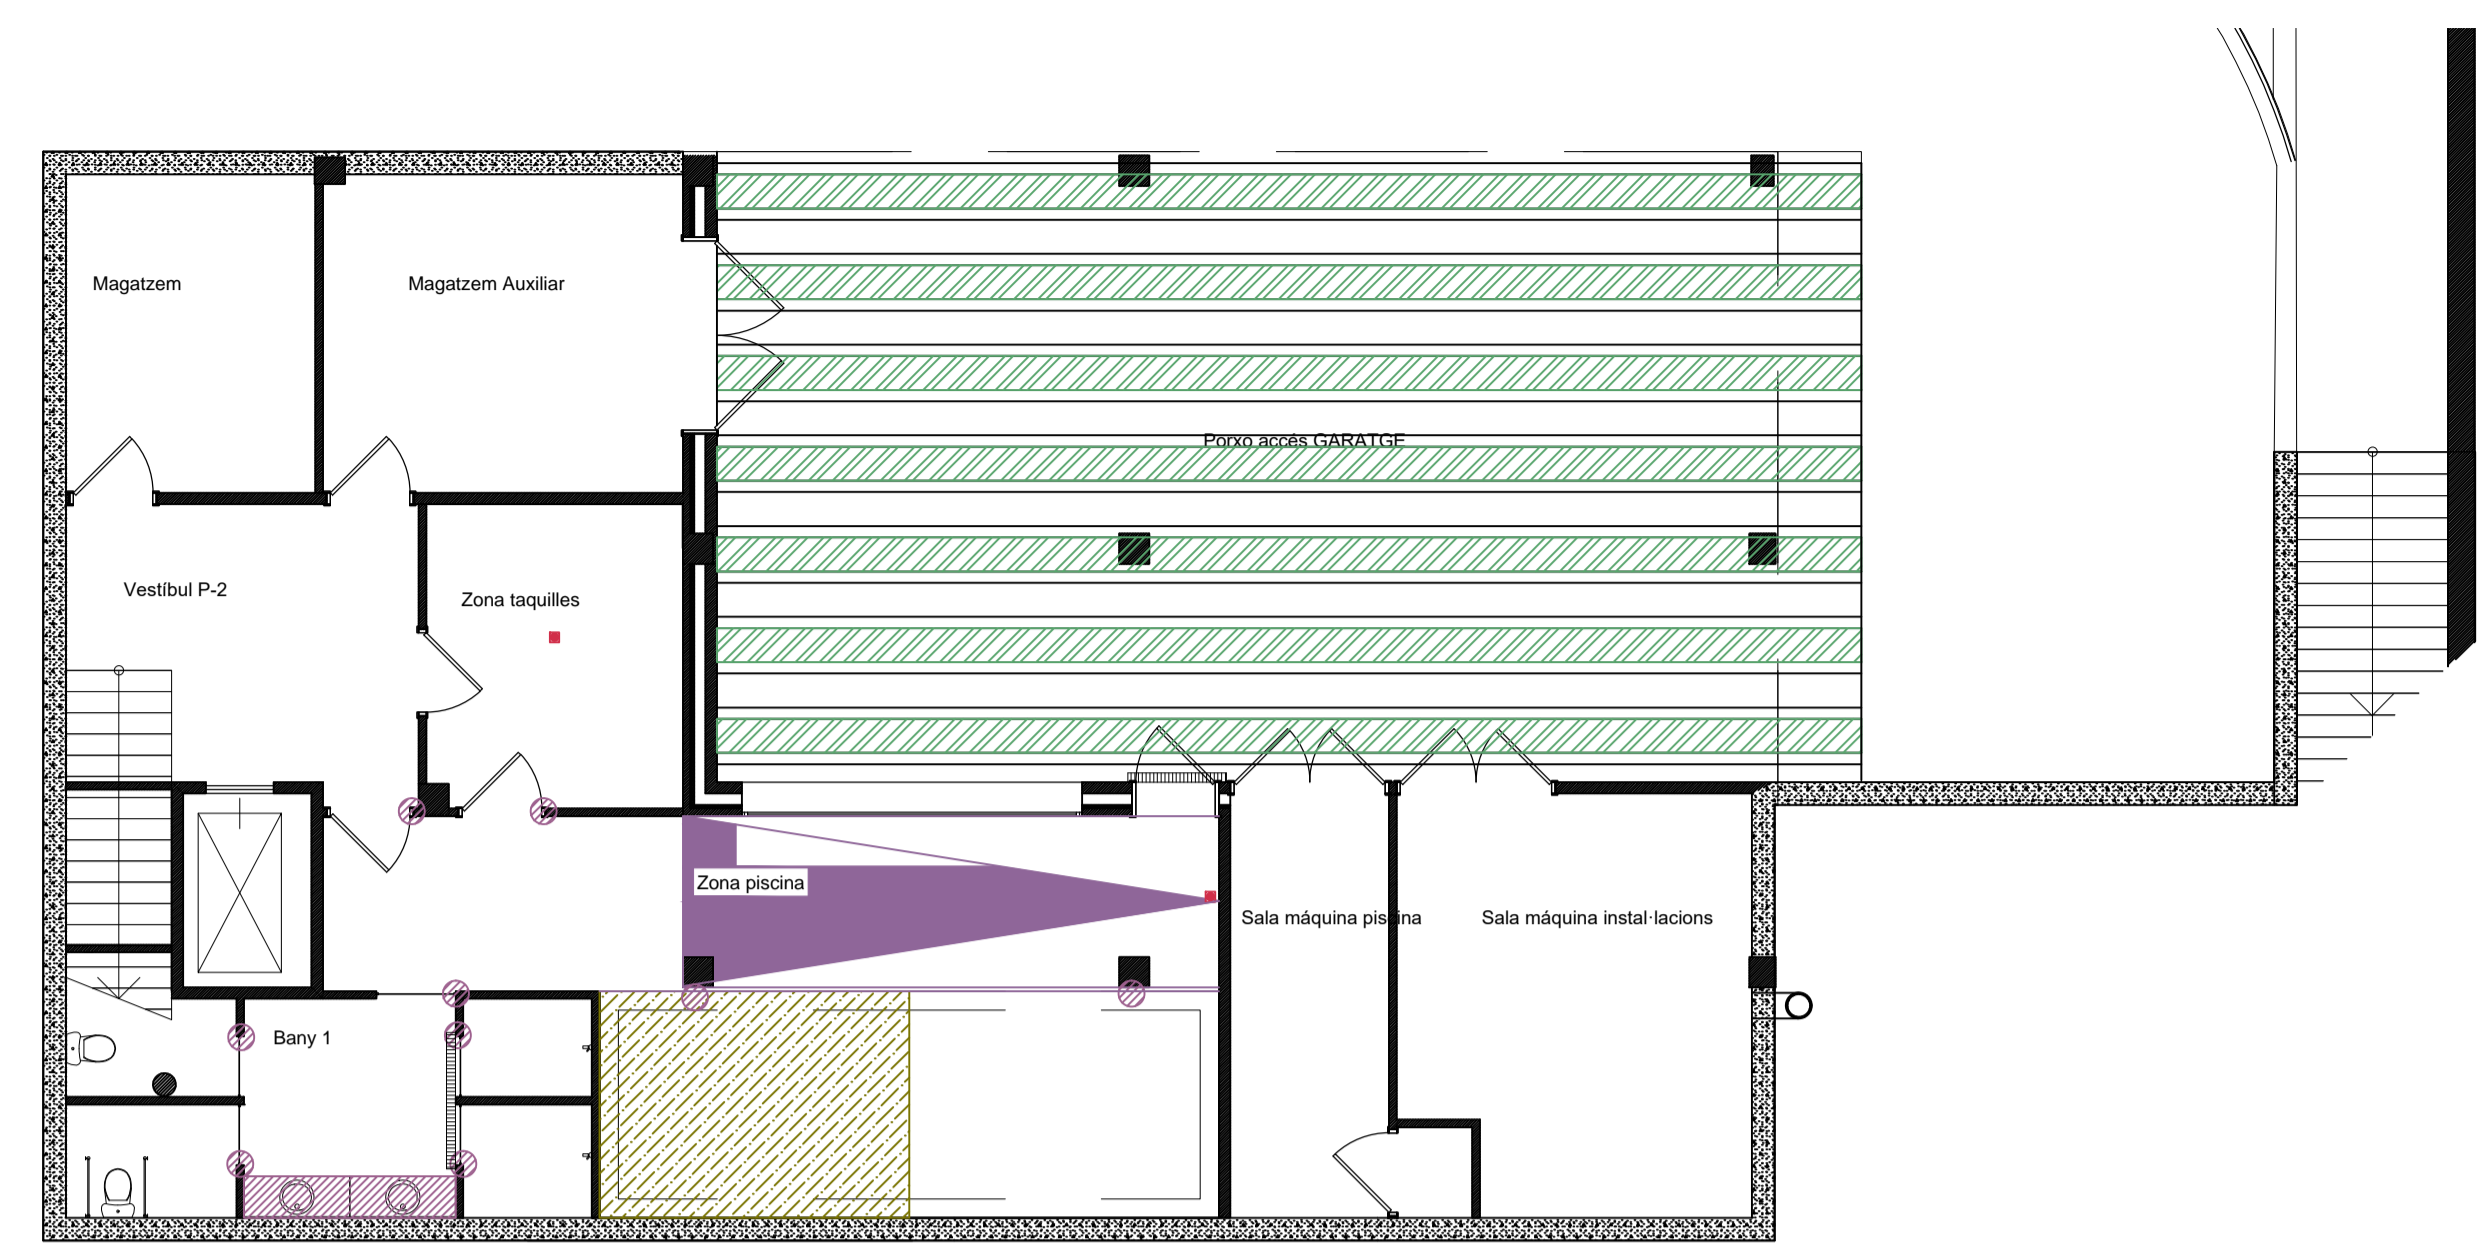 Magatzem
Magatzem Auxiliar
Porxo accés GARATGE
Vestíbul P-2
Zona taquilles
Zona piscina
Sala máquina piscina
Sala máquina instal·lacions
Bany 1